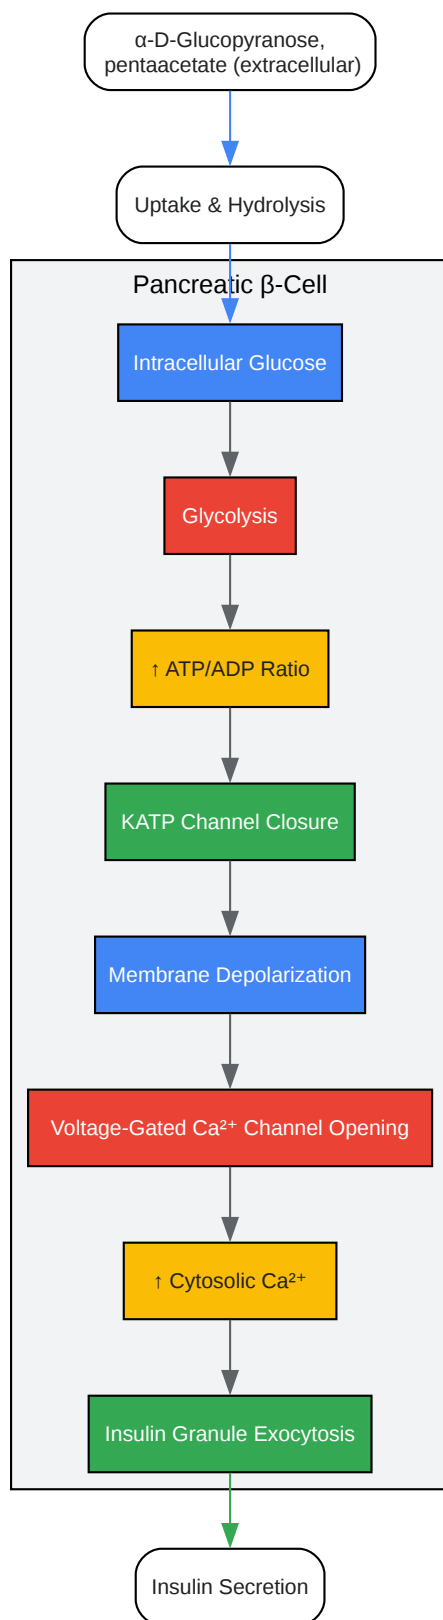 α-D-Glucopyranose,
pentaacetate (extracellular)
Uptake & Hydrolysis
Pancreatic β-Cell
Intracellular Glucose
Glycolysis
↑ ATP/ADP Ratio
KATP Channel Closure
Membrane Depolarization
Voltage-Gated Ca²⁺ Channel Opening
↑ Cytosolic Ca²⁺
Insulin Granule Exocytosis
Insulin Secretion